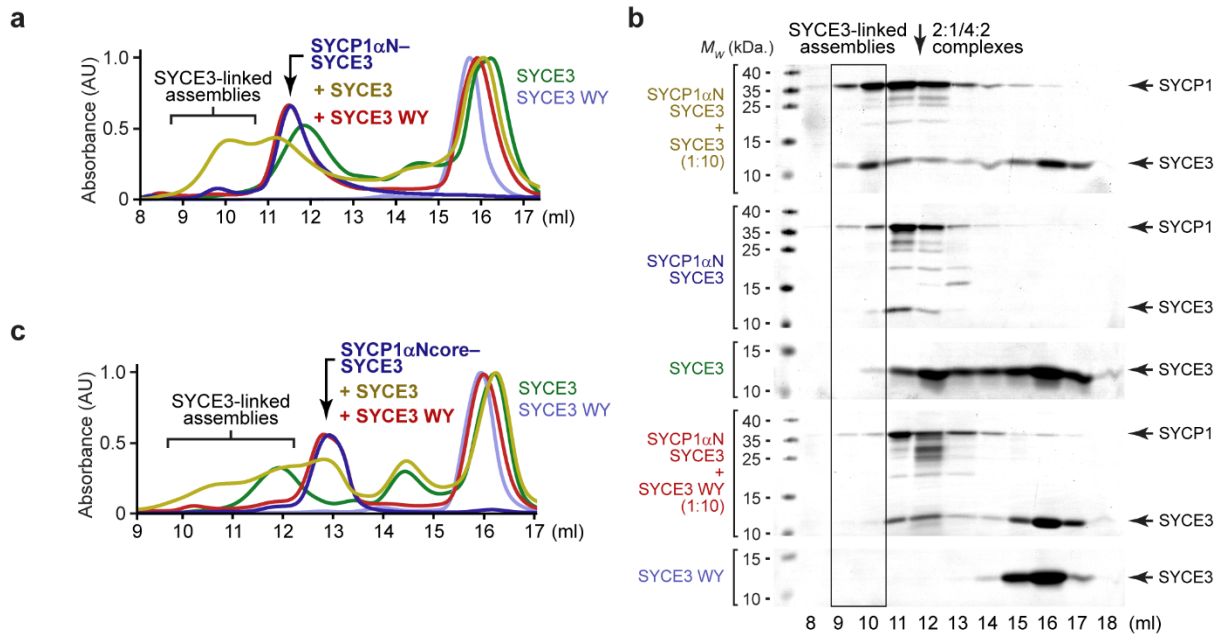 a
SYCP1αN–
SYCE3
+ SYCE3
+ SYCE3 WY
SYCE3
SYCE3 WY
SYCE3-linked
assemblies
Absorbance (AU)
1.0
0.5
0
8 9 10 11 12 13 14 15 16 17 (ml)
c
SYCP1αNcore–
SYCE3
+ SYCE3
+ SYCE3 WY
SYCE3
SYCE3 WY
SYCE3-linked
assemblies
Absorbance (AU)
1.0
0.5
0
9 10 11 12 13 14 15 16 17 (ml)
b
SYCE3-linked
assemblies
2:1/4:2
complexes
Mw (kDa.)
SYCP1αN
SYCE3
+
SYCE3
(1:10)
40
35
25
15
10
SYCP1
SYCE3
SYCP1αN
SYCE3
40
35
25
15
10
SYCP1
SYCE3
SYCE3
15
10
SYCE3
SYCP1αN
SYCE3
+
SYCE3 WY
(1:10)
40
35
25
15
10
SYCP1
SYCE3
SYCE3 WY
15
10
SYCE3
8 9 10 11 12 13 14 15 16 17 18 (ml)